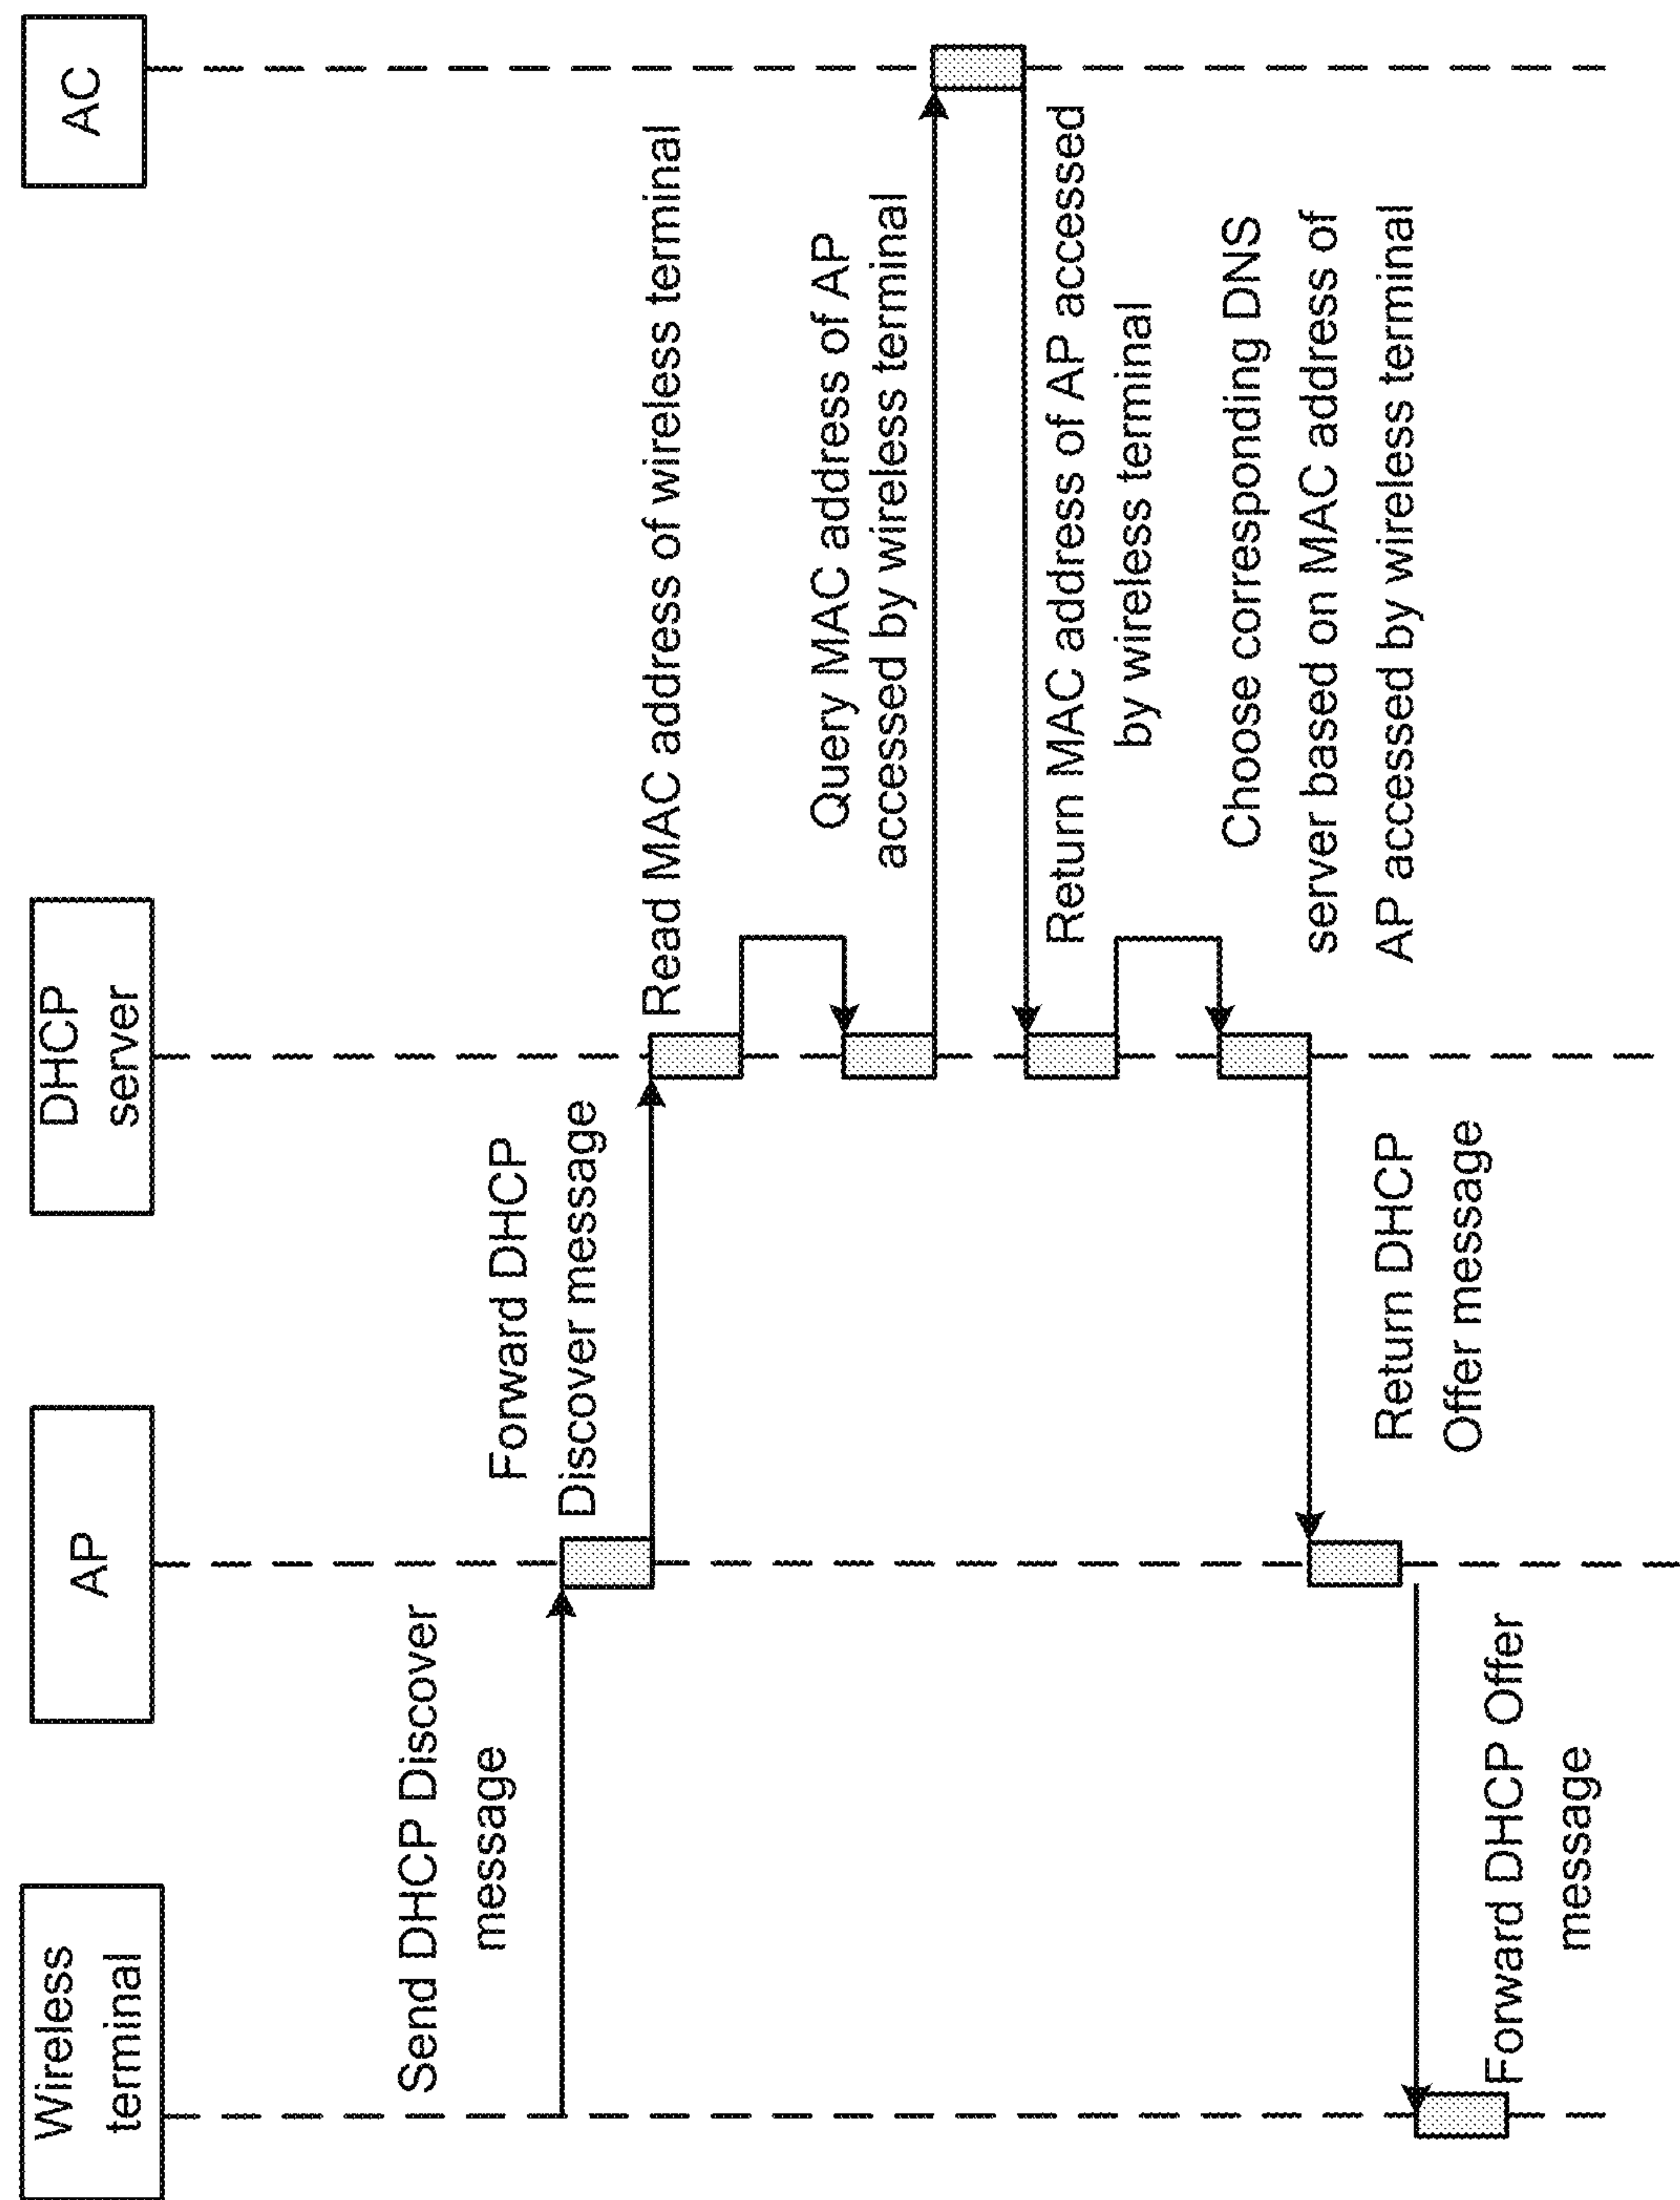 Wireless
terminal
AP
DHCP
server
AC
Send DHCP Discover
message
Forward DHCP
Discover message
Read MAC address of wireless terminal
Query MAC address of AP
accessed by wireless terminal
Return MAC address of AP accessed
by wireless terminal
Choose corresponding DNS
server based on MAC address of
AP accessed by wireless terminal
Return DHCP
Offer message
Forward DHCP Offer
message